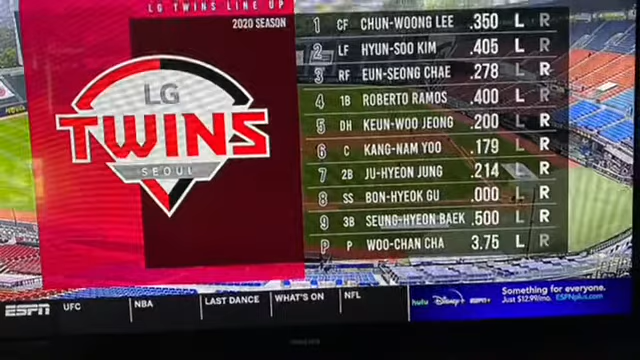 LG TWINS LINE UP
2020 SEASON
LG
TWINS
SEOUL
1 CF CHUN-WOONG LEE .350 L R
2 LF HYUN-SOO KIM .405 L R
3 RF EUN-SEONG CHAE .278 L R
4 1B ROBERTO RAMOS .400 L R
5 DH KEUN-WOO JEONG .200 L R
6 C KANG-NAM YOO .179 L R
7 2B JU-HYEON JUNG .214 L R
8 SS BON-HYEOK GU .000 L R
9 3B SEUNG-HYEON BAEK .500 L R
P P WOO-CHAN CHA 3.75 L R
ESPN UFC NBA LAST DANCE WHAT'S ON NFL
hulu Disney+ ESPN+ Something for everyone.
Just $12.99/mo. ESPNplus.com